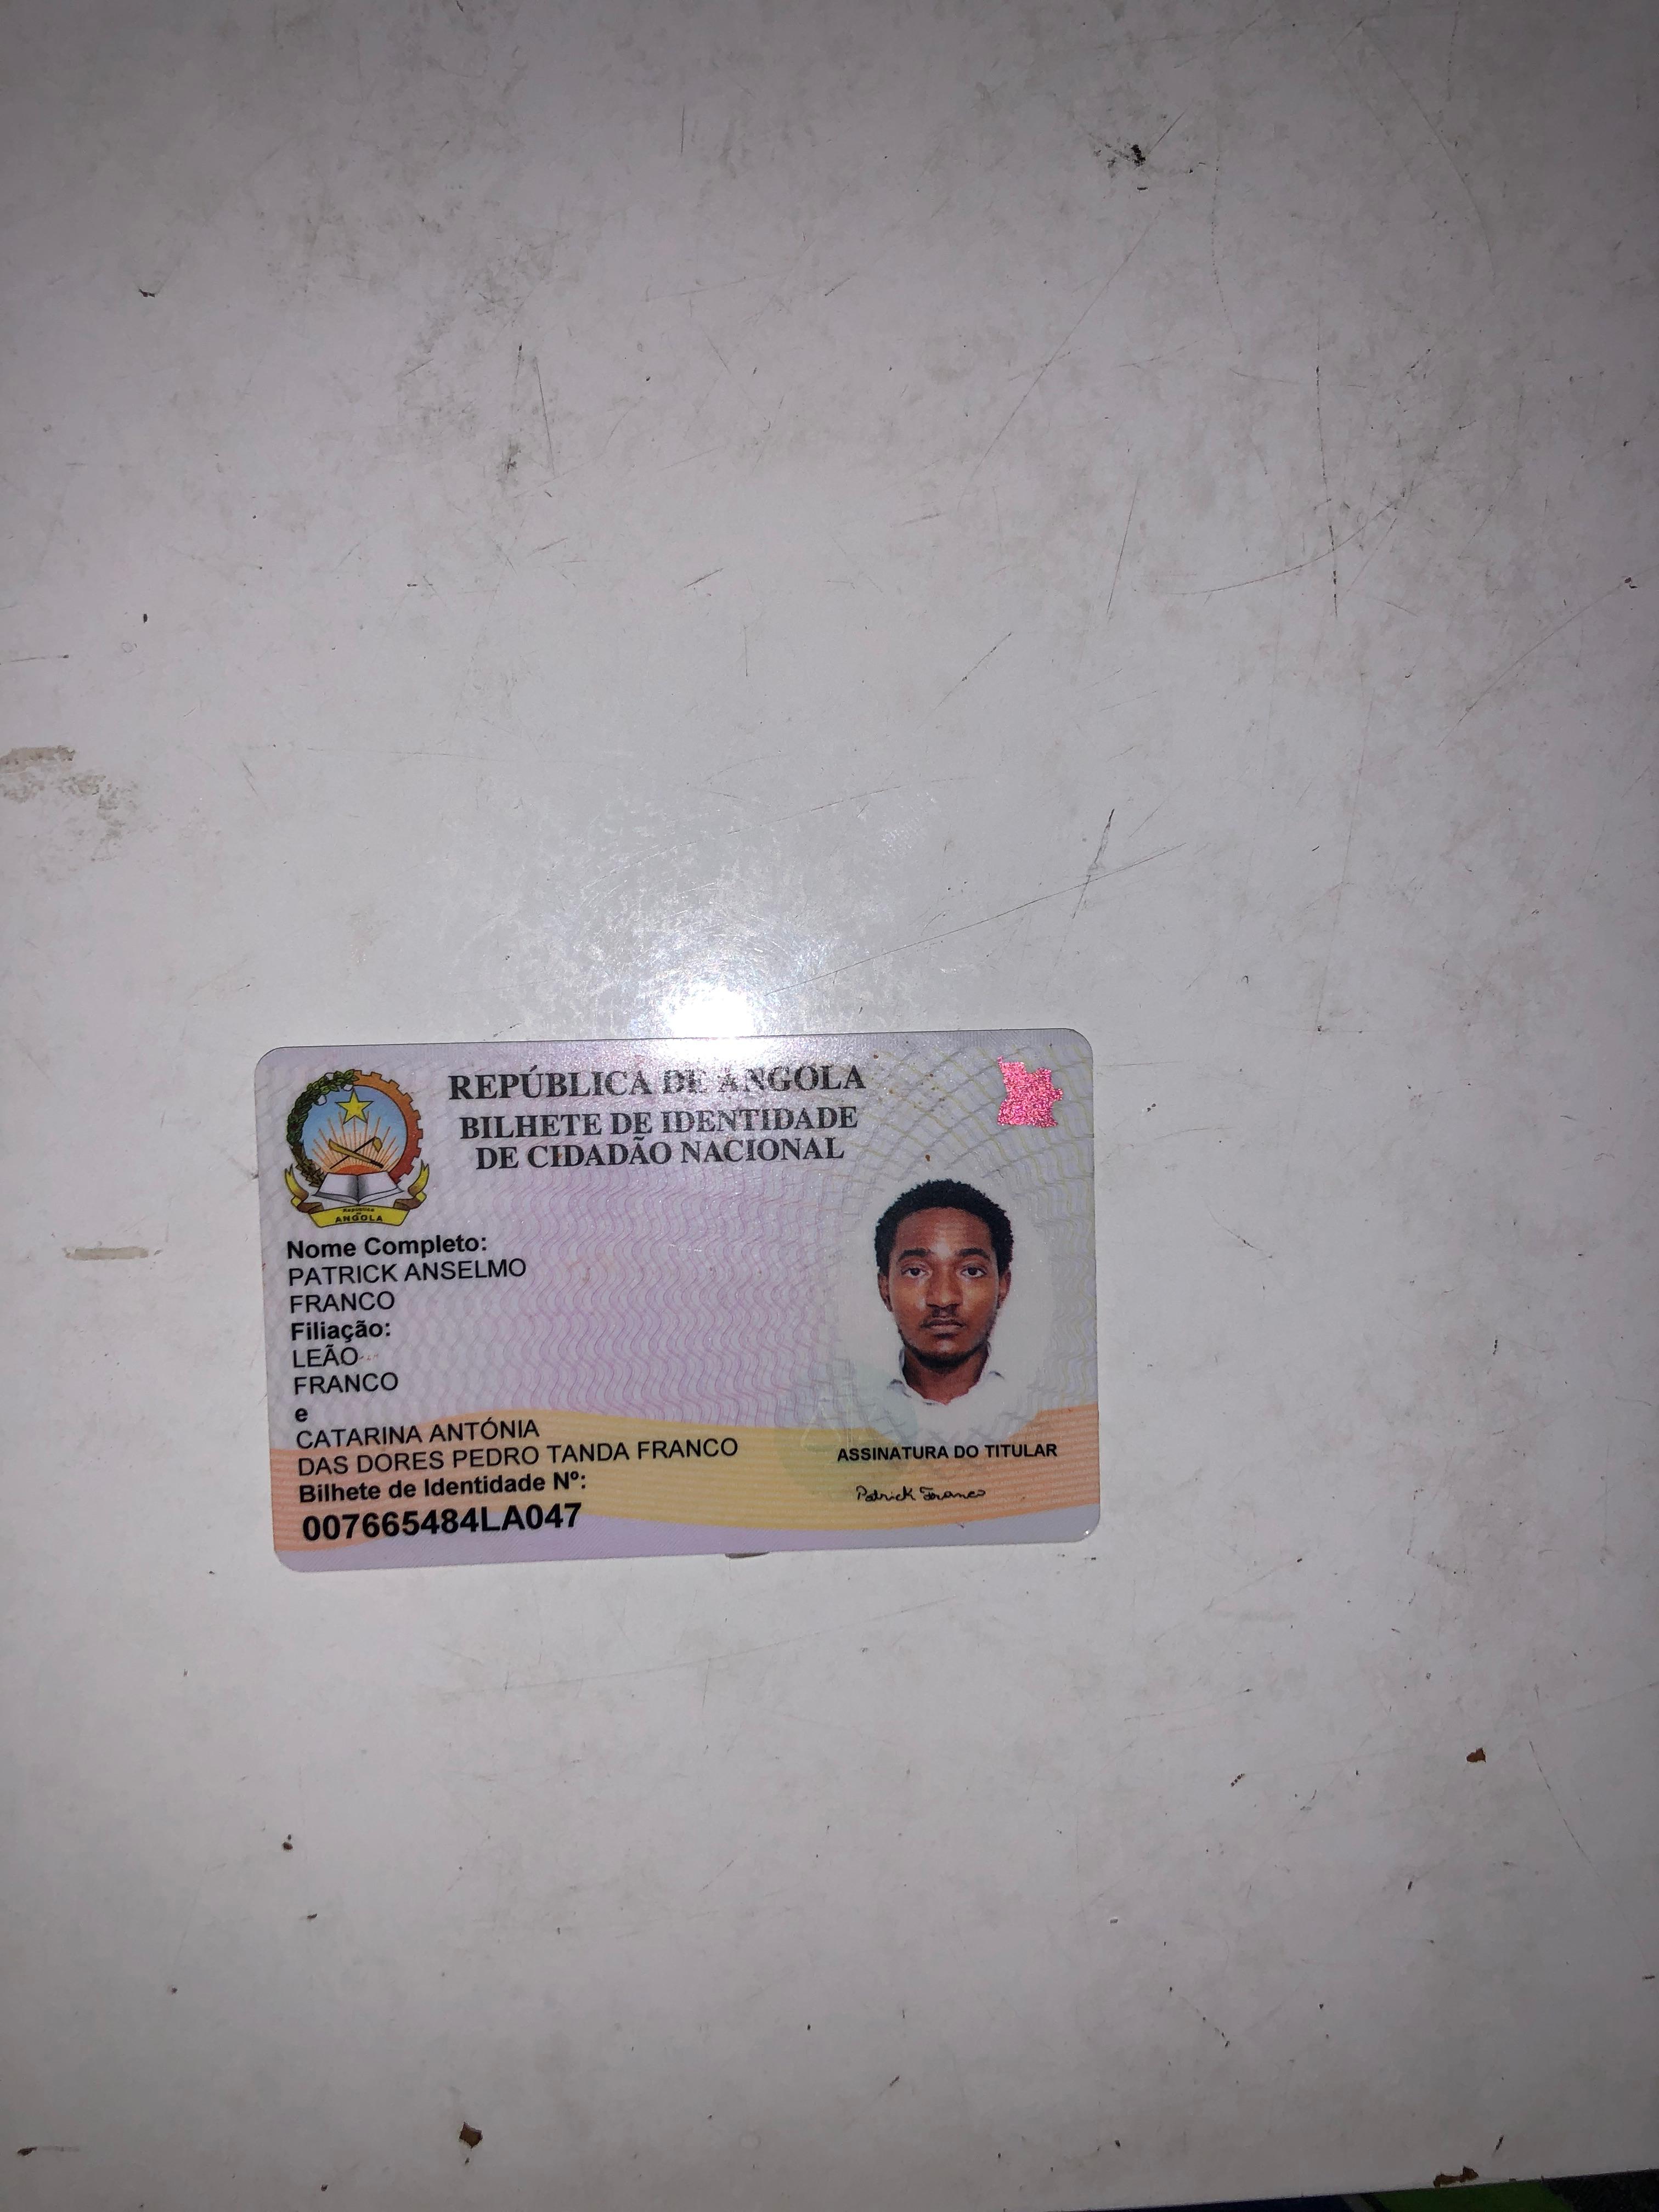 REPÚBLICA DE ANGOLA
BILHETE DE IDENTIDADE
DE CIDADÃO NACIONAL
República
de
ANGOLA
Nome Completo:
PATRICK ANSELMO
FRANCO
Filiação:
LEÃO
FRANCO
e
CATARINA ANTÓNIA
DAS DORES PEDRO TANDA FRANCO
Bilhete de Identidade Nº:
007665484LA047
ASSINATURA DO TITULAR
Patrick Franco